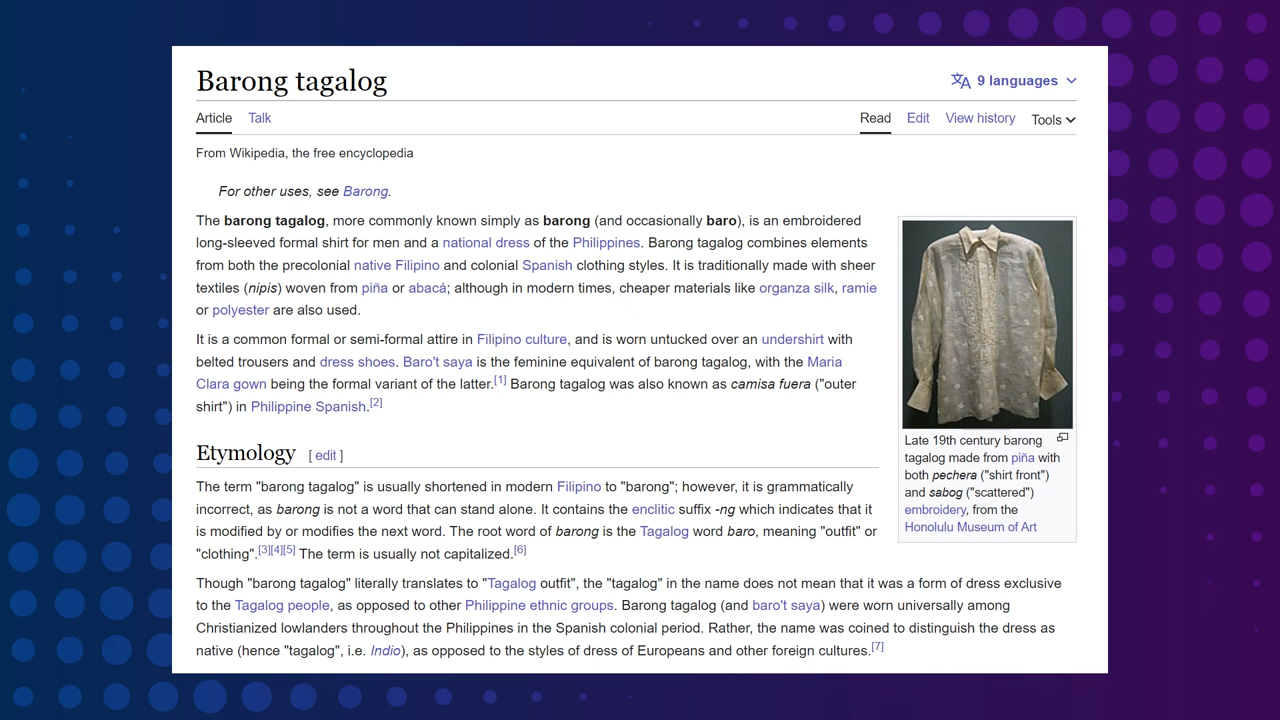 Barong tagalog
9 languages
Article Talk Read Edit View history Tools
From Wikipedia, the free encyclopedia
For other uses, see Barong.
The barong tagalog, more commonly known simply as barong (and occasionally baro), is an embroidered
long-sleeved formal shirt for men and a national dress of the Philippines. Barong tagalog combines elements
from both the precolonial native Filipino and colonial Spanish clothing styles. It is traditionally made with sheer
textiles (nipis) woven from piña or abacá; although in modern times, cheaper materials like organza silk, ramie
or polyester are also used.
It is a common formal or semi-formal attire in Filipino culture, and is worn untucked over an undershirt with
belted trousers and dress shoes. Baro't saya is the feminine equivalent of barong tagalog, with the Maria
Clara gown being the formal variant of the latter.[1] Barong tagalog was also known as camisa fuera ("outer
shirt") in Philippine Spanish.[2]
Late 19th century barong
tagalog made from piña with
both pechera ("shirt front")
and sabog ("scattered")
embroidery, from the
Honolulu Museum of Art
Etymology [ edit ]
The term "barong tagalog" is usually shortened in modern Filipino to "barong"; however, it is grammatically
incorrect, as barong is not a word that can stand alone. It contains the enclitic suffix -ng which indicates that it
is modified by or modifies the next word. The root word of barong is the Tagalog word baro, meaning "outfit" or
"clothing".[3][4][5] The term is usually not capitalized.[6]
Though "barong tagalog" literally translates to "Tagalog outfit", the "tagalog" in the name does not mean that it was a form of dress exclusive
to the Tagalog people, as opposed to other Philippine ethnic groups. Barong tagalog (and baro't saya) were worn universally among
Christianized lowlanders throughout the Philippines in the Spanish colonial period. Rather, the name was coined to distinguish the dress as
native (hence "tagalog", i.e. Indio), as opposed to the styles of dress of Europeans and other foreign cultures.[7]